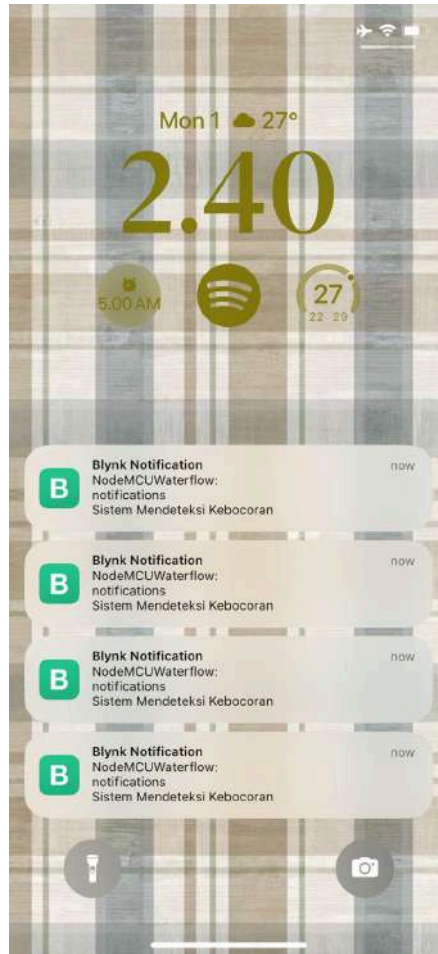 Mon 1 27°
2.40
5.00 AM
27
22 29
B
Blynk Notification now
NodeMCUWaterflow:
notifications
Sistem Mendeteksi Kebocoran
B
Blynk Notification now
NodeMCUWaterflow:
notifications
Sistem Mendeteksi Kebocoran
B
Blynk Notification now
NodeMCUWaterflow:
notifications
Sistem Mendeteksi Kebocoran
B
Blynk Notification now
NodeMCUWaterflow:
notifications
Sistem Mendeteksi Kebocoran